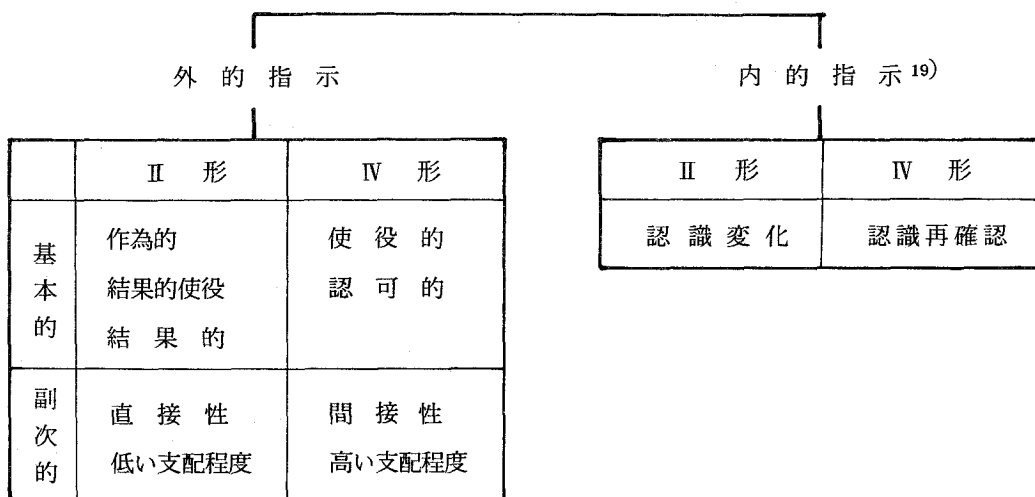 外的指示
内的指示 19)
Ⅱ 形 Ⅳ 形
基本的
作為的 使役的
結果的使役 認可的
結果的
副次的
直接性 間接性
低い支配程度 高い支配程度
Ⅱ 形 Ⅳ 形
認識変化 認識再確認